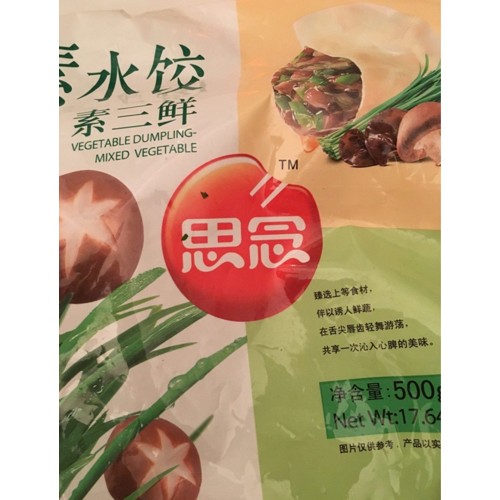 素水饺
素三鲜
VEGETABLE DUMPLING-
MIXED VEGETABLE
TM
思念
臻选上等食材,
伴以诱人鲜蔬,
在舌尖唇齿轻舞游荡,
共享一次沁入心脾的美味。
净含量:500g
Net Wt:17.64
图片仅供参考,产品以实